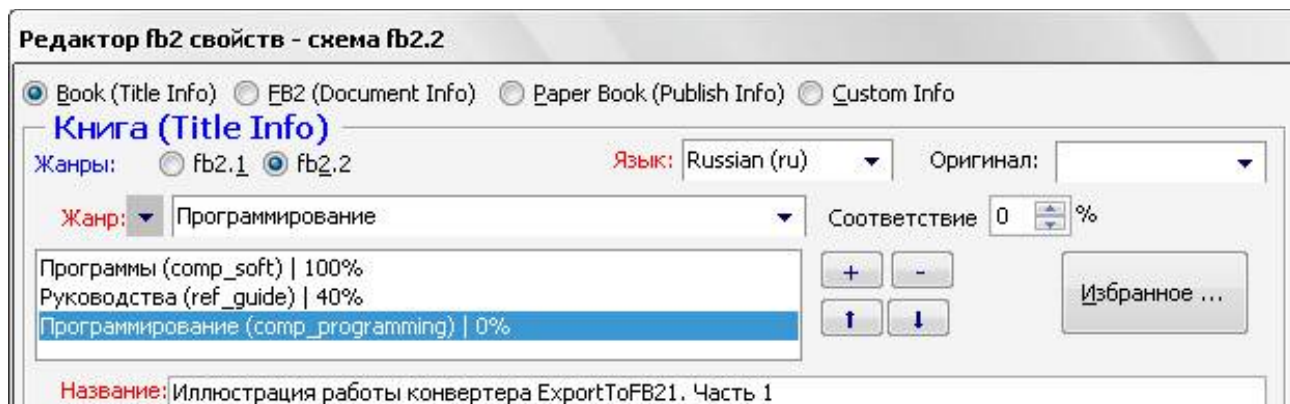 Редактор fb2 свойств - схема fb2.2
Book (Title Info) FB2 (Document Info) Paper Book (Publish Info) Custom Info
Книга (Title Info)
Жанры: fb2.1 fb2.2 Язык: Russian (ru) Оригинал:
Жанр: Программирование Соответствие 0 %
Программы (comp_soft) | 100% + -
Руководства (ref_guide) | 40% Избранное ...
Программирование (comp_programming) | 0%
Название: Иллюстрация работы конвертера ExportToFB21. Часть 1